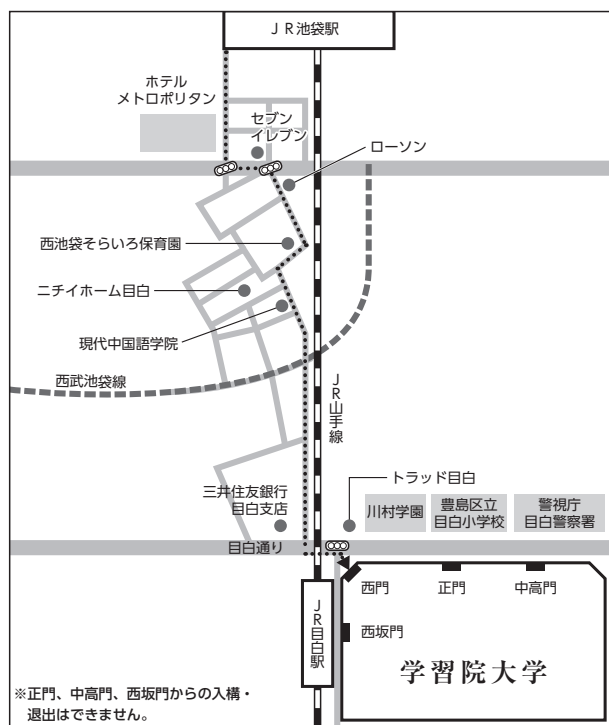 JR池袋駅
ホテル
メトロポリタン
セブン
イレブン
ローソン
西池袋そらいろ保育園
ニチイホーム目白
現代中国語学院
西武池袋線
JR山手線
三井住友銀行
目白支店
トラッド目白
川村学園
豊島区立
目白小学校
警視庁
目白警察署
目白通り
西門
正門
中高門
西坂門
JR目白駅
学習院大学
※正門、中高門、西坂門からの入構・
退出はできません。